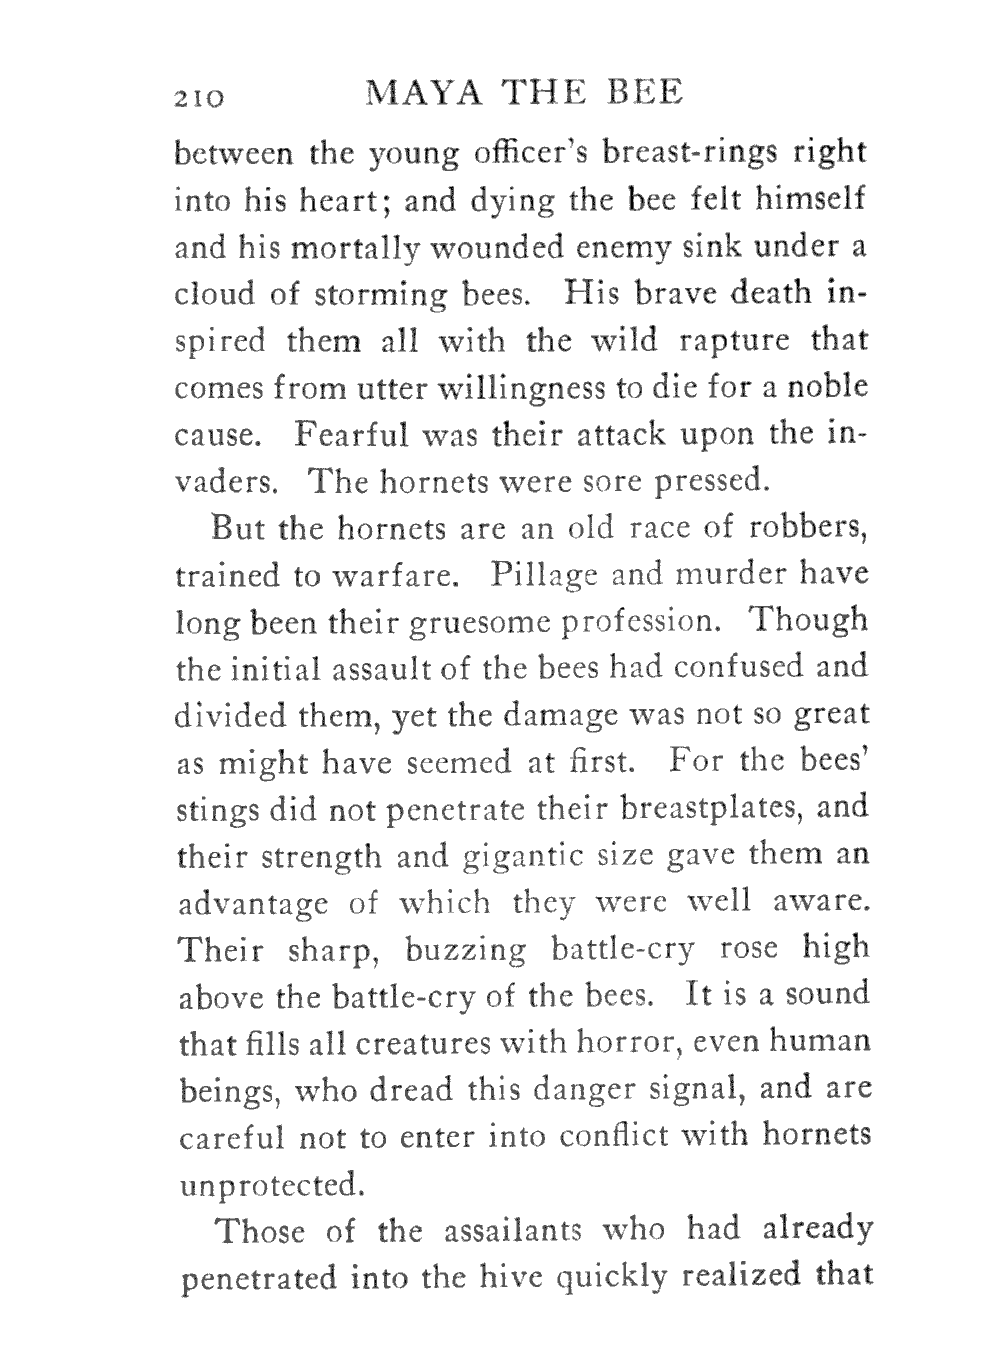 210 MAYA THE BEE
between the young officer's breast-rings right
into his heart; and dying the bee felt himself
and his mortally wounded enemy sink under a
cloud of storming bees. His brave death in-
spired them all with the wild rapture that
comes from utter willingness to die for a noble
cause. Fearful was their attack upon the in-
vaders. The hornets were sore pressed.
But the hornets are an old race of robbers,
trained to warfare. Pillage and murder have
long been their gruesome profession. Though
the initial assault of the bees had confused and
divided them, yet the damage was not so great
as might have seemed at first. For the bees'
stings did not penetrate their breastplates, and
their strength and gigantic size gave them an
advantage of which they were well aware.
Their sharp, buzzing battle-cry rose high
above the battle-cry of the bees. It is a sound
that fills all creatures with horror, even human
beings, who dread this danger signal, and are
careful not to enter into conflict with hornets
unprotected.
Those of the assailants who had already
penetrated into the hive quickly realized that